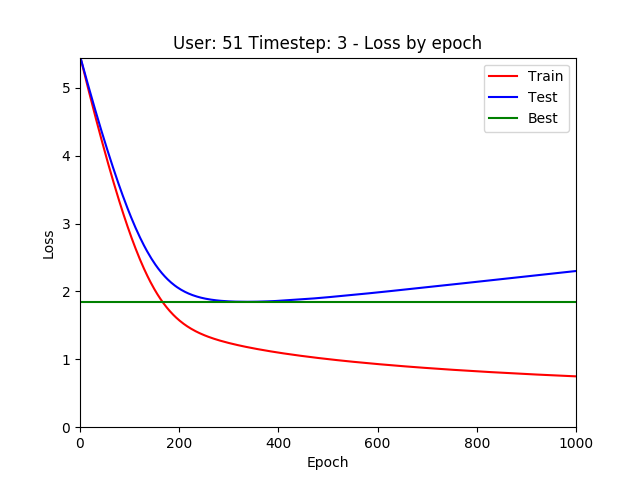 User: 51 Timestep: 3 - Loss by epoch
Train
Test
Best
Loss
5
4
3
2
1
0
0 200 400 600 800 1000
Epoch